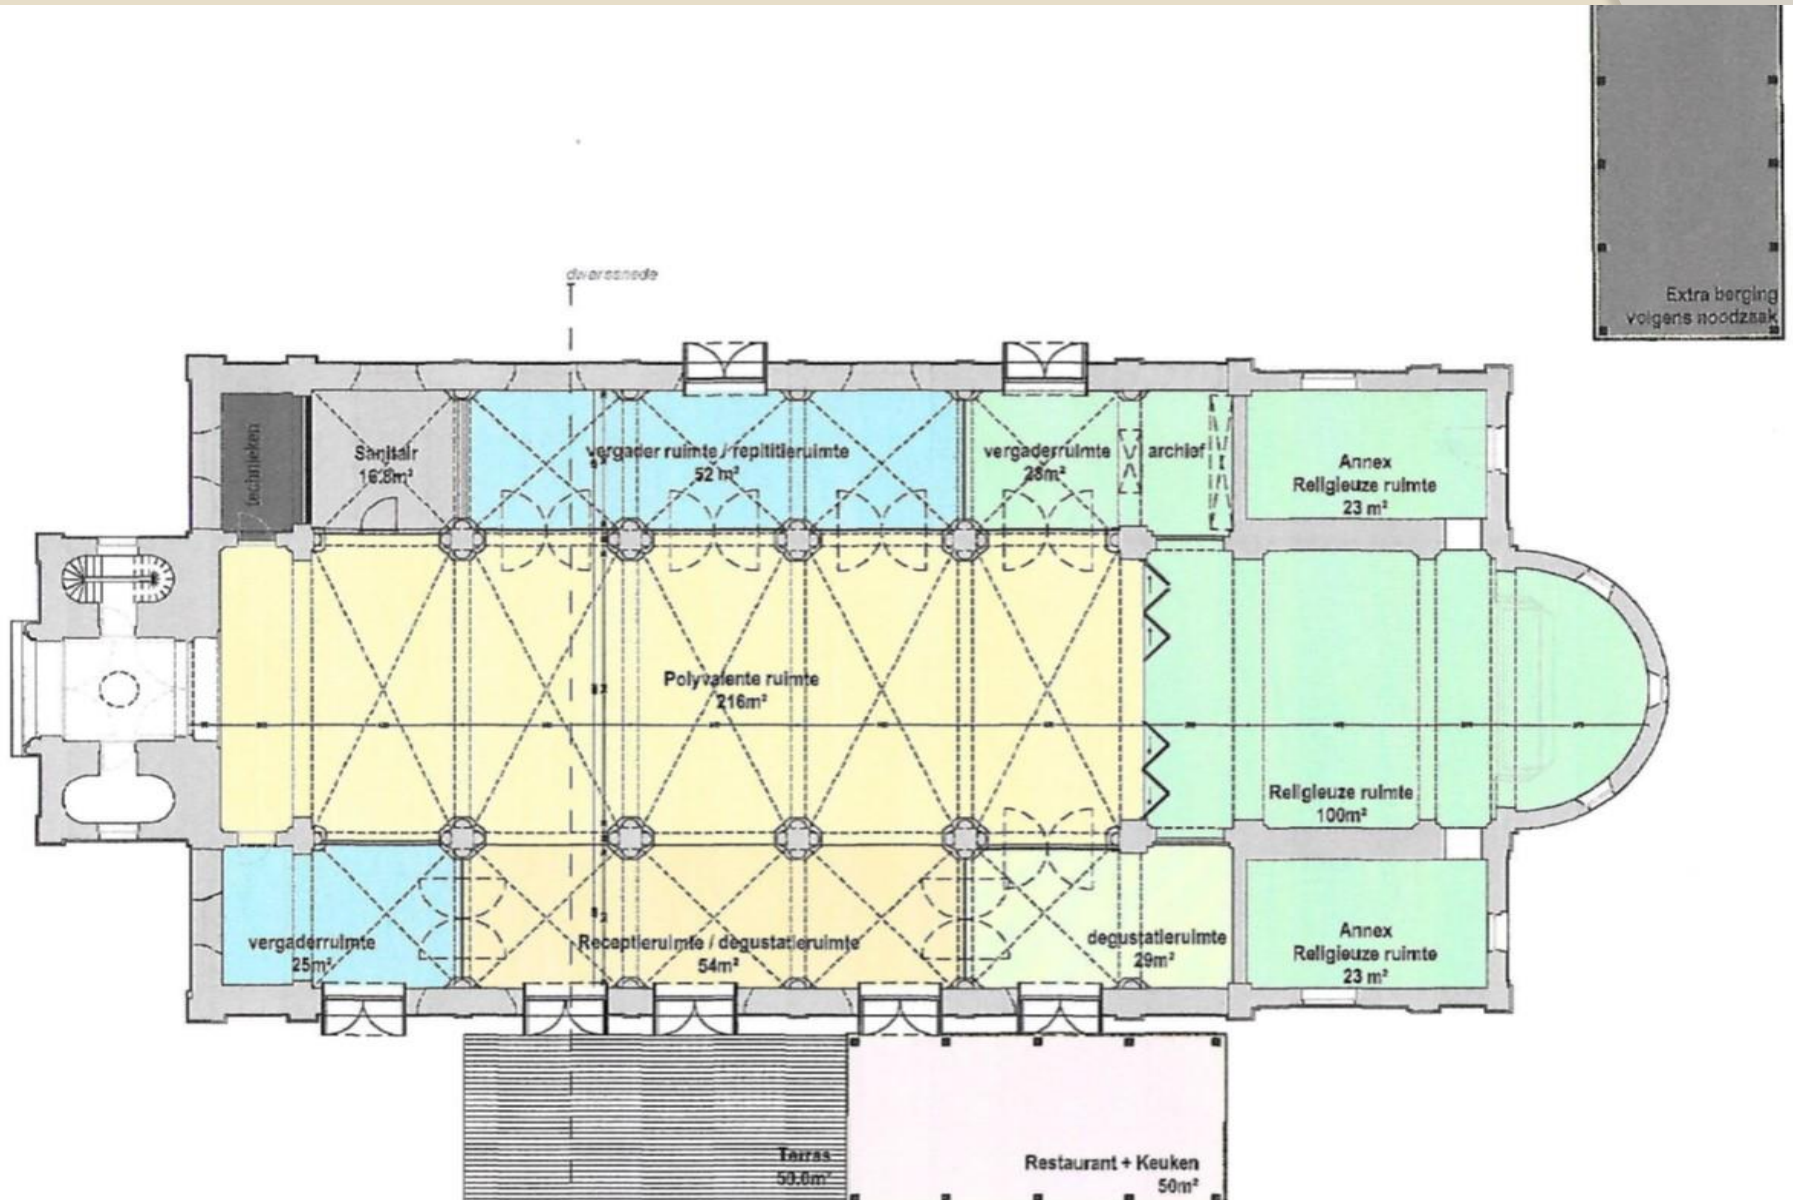 Extra berging
volgens noodzaak
dwarssnede
technieken
Sanitair
16.8m²
vergader ruimte / repititieruimte
52 m²
vergaderruimte
28m²
archief
Annex
Religieuze ruimte
23 m²
Polyvalente ruimte
216m²
Religieuze ruimte
100m²
vergaderruimte
25m²
Receptieruimte / degustatieruimte
54m²
degustatieruimte
29m²
Annex
Religieuze ruimte
23 m²
Terras
50.0m²
Restaurant + Keuken
50m²